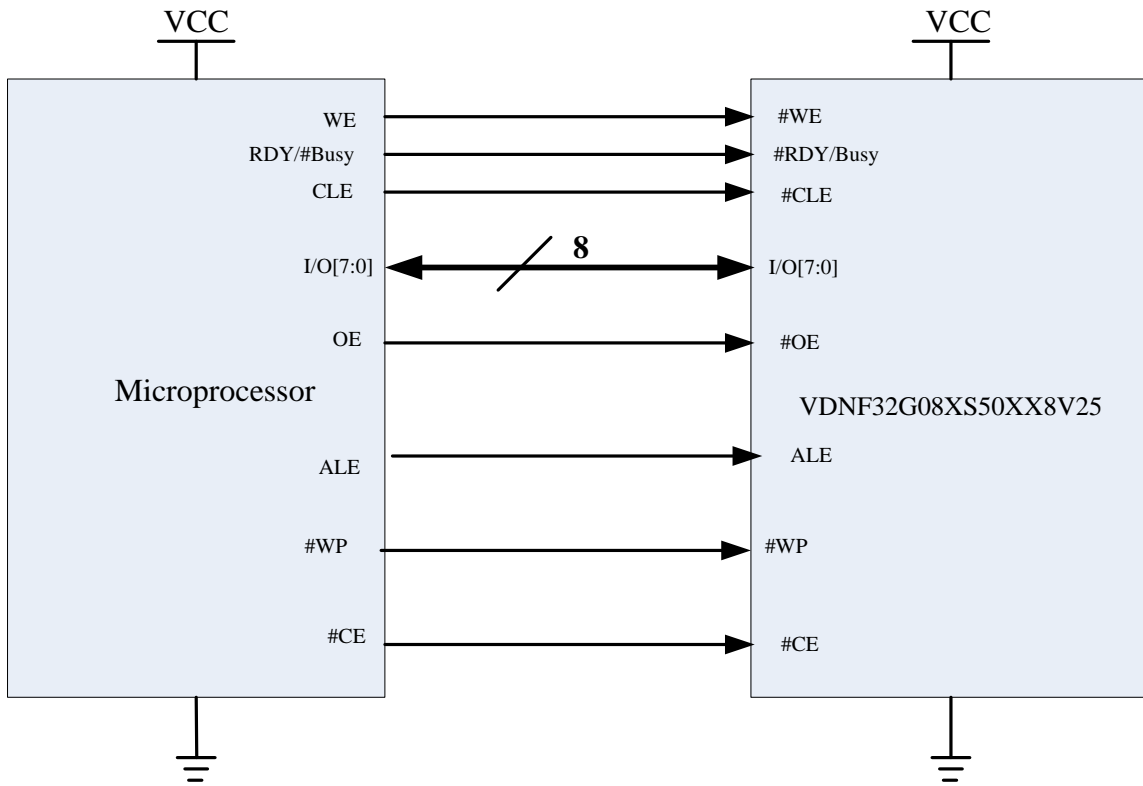 VCC
VCC
WE
#WE
RDY/#Busy
#RDY/Busy
CLE
#CLE
8
I/O[7:0]
I/O[7:0]
OE
#OE
Microprocessor
VDNF32G08XS50XX8V25
ALE
ALE
#WP
#WP
#CE
#CE